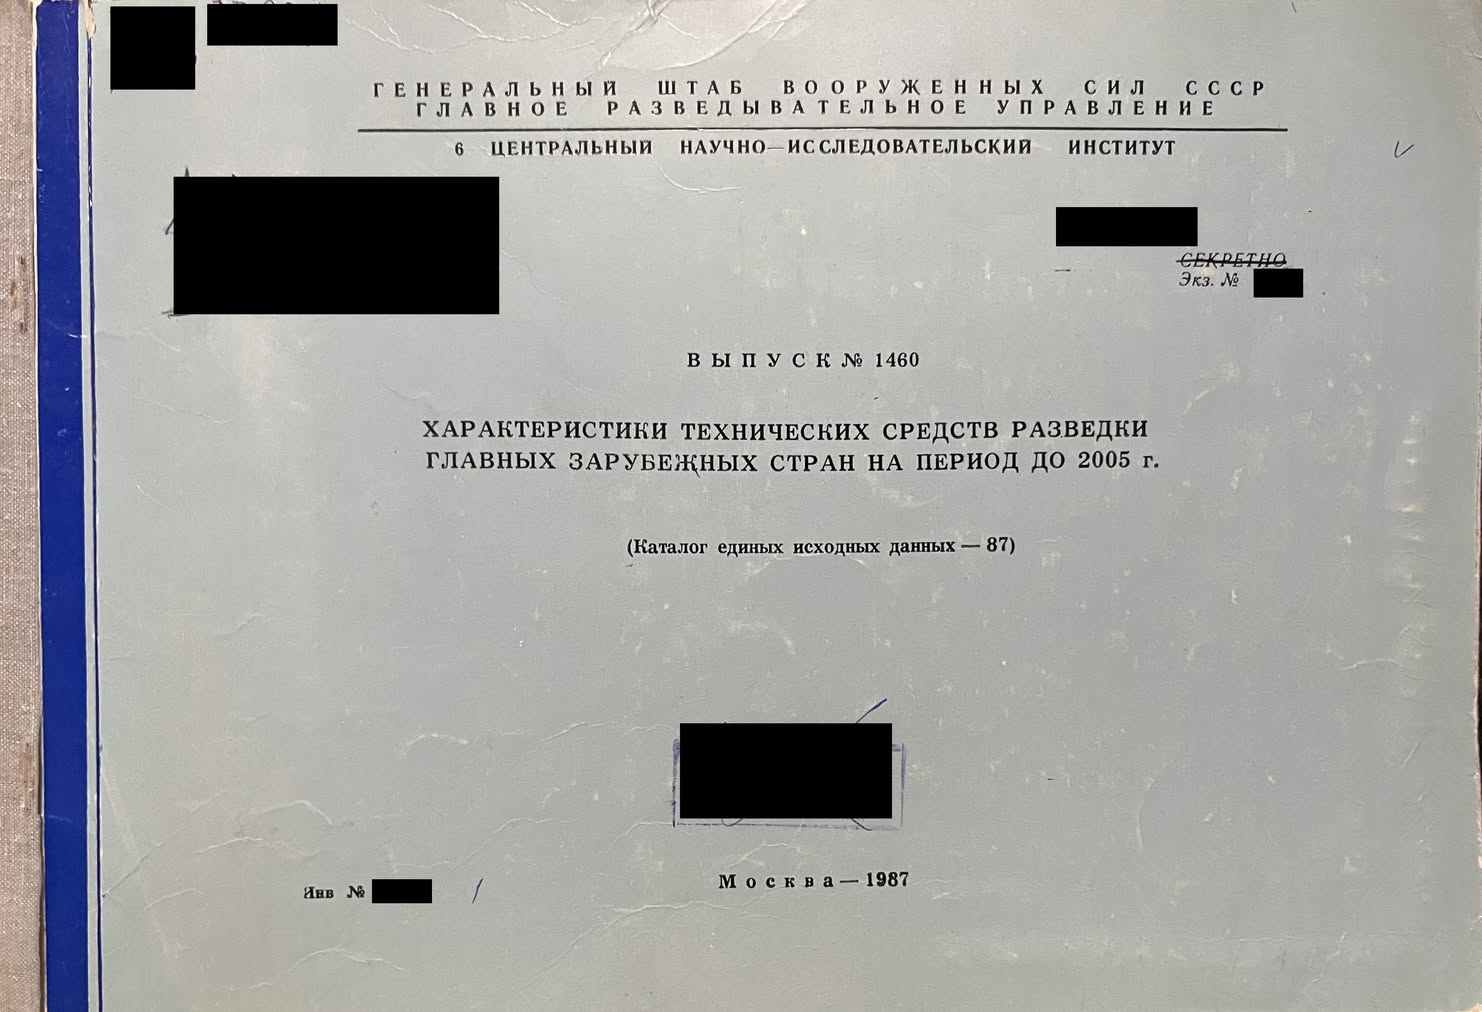 ГЕНЕРАЛЬНЫЙ ШТАБ ВООРУЖЕННЫХ СИЛ СССР
ГЛАВНОЕ РАЗВЕДЫВАТЕЛЬНОЕ УПРАВЛЕНИЕ
6 ЦЕНТРАЛЬНЫЙ НАУЧНО—ИССЛЕДОВАТЕЛЬСКИЙ ИНСТИТУТ
СЕКРЕТНО
Экз. №
ВЫПУСК № 1460
ХАРАКТЕРИСТИКИ ТЕХНИЧЕСКИХ СРЕДСТВ РАЗВЕДКИ
ГЛАВНЫХ ЗАРУБЕЖНЫХ СТРАН НА ПЕРИОД ДО 2005 г.
(Каталог единых исходных данных — 87)
Инв №
Москва — 1987